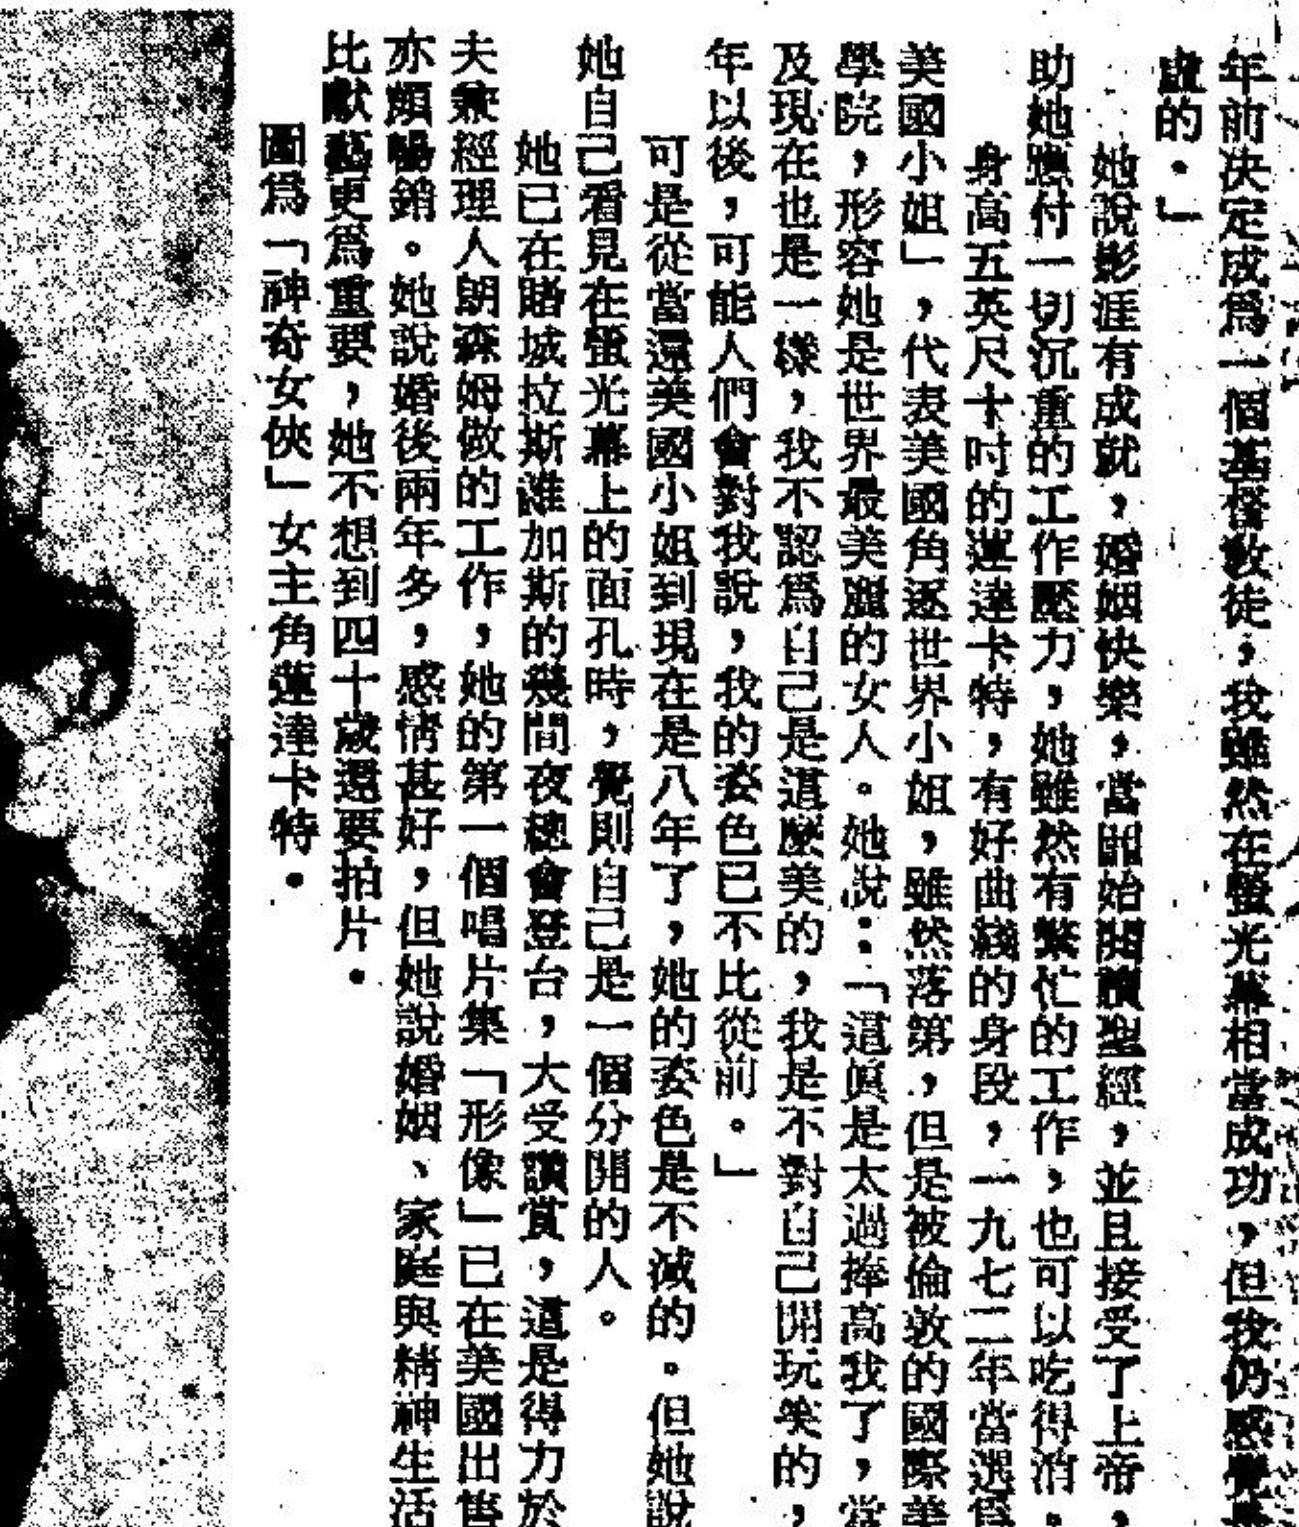 年前决定成爲一個基督敎徒，我雖然在螢光幕相當成功，但我仍感覺
虛的。」
她說影涯有成就，婚姻快樂，當開始閱讀聖經，並且接受了上帝，
助她應付一切沉重的工作壓力，她雖然有繁忙的工作，也可以吃得消。
身高五英尺十吋的蓮達卡特，有好曲綫的身段，一九七二年當選爲
美國小姐」，代表美國角逐世界小姐，雖然落第，但是被倫敦的國際美
學院，形容她是世界最美麗的女人。她說：「這眞是太過捧高我了，當
及現在也是一樣，我不認爲自己是這麼美的，我是不對自己開玩笑的，
年以後，可能人們會對我說，我的姿色已不比從前。」
可是從當選美國小姐到現在是八年了，她的姿色是不減的。但她說
她自己看見在螢光幕上的面孔時，覺則自己是一個分開的人。
她已在賭城拉斯維加斯的幾間夜總會登台，大受讚賞，這是得力於
夫兼經理人朗森姆做的工作，她的第一個唱片集「形像」已在美國出售
亦頗暢銷。她說婚後兩年多，感情甚好，但她說婚姻、家庭與精神生活
比獻藝更爲重要，她不想到四十歲還要拍片。
圖爲「神奇女俠」女主角蓮達卡特。